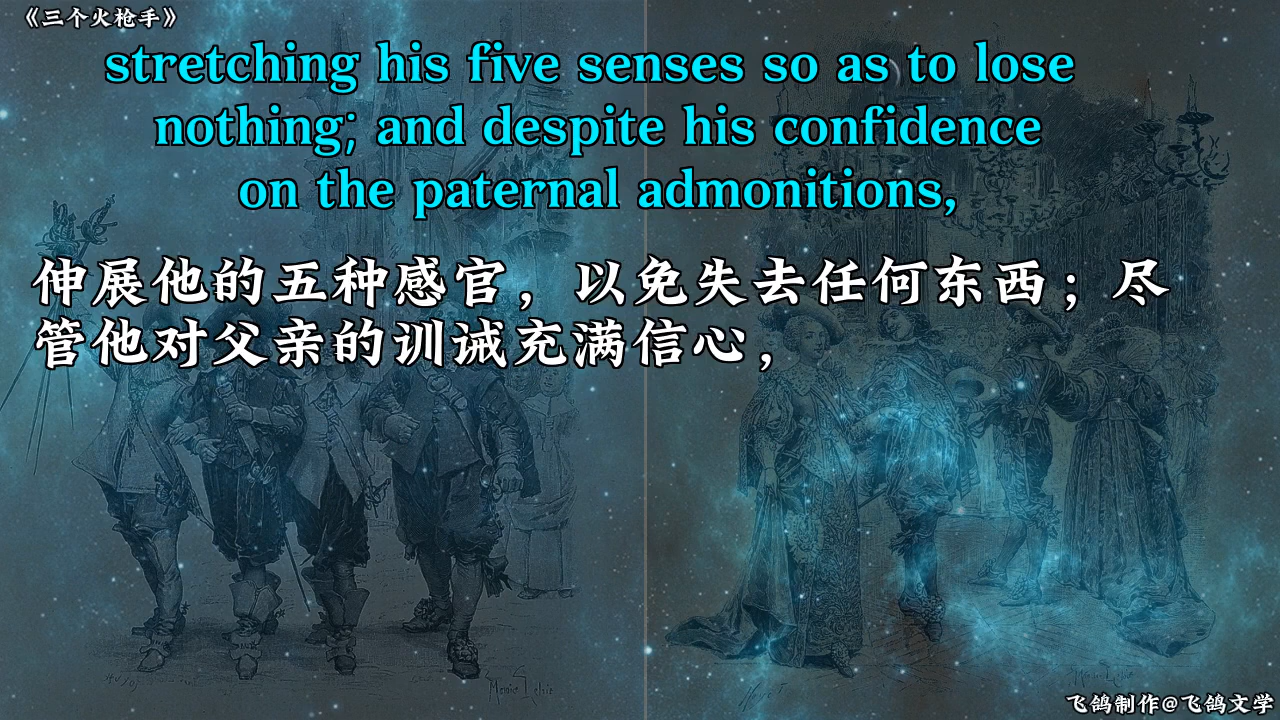 《三个火枪手》
stretching his five senses so as to lose
nothing; and despite his confidence
on the paternal admonitions,
伸展他的五种感官，以免失去任何东西；尽
管他对父亲的训诫充满信心，
飞鸽制作@飞鸽文学